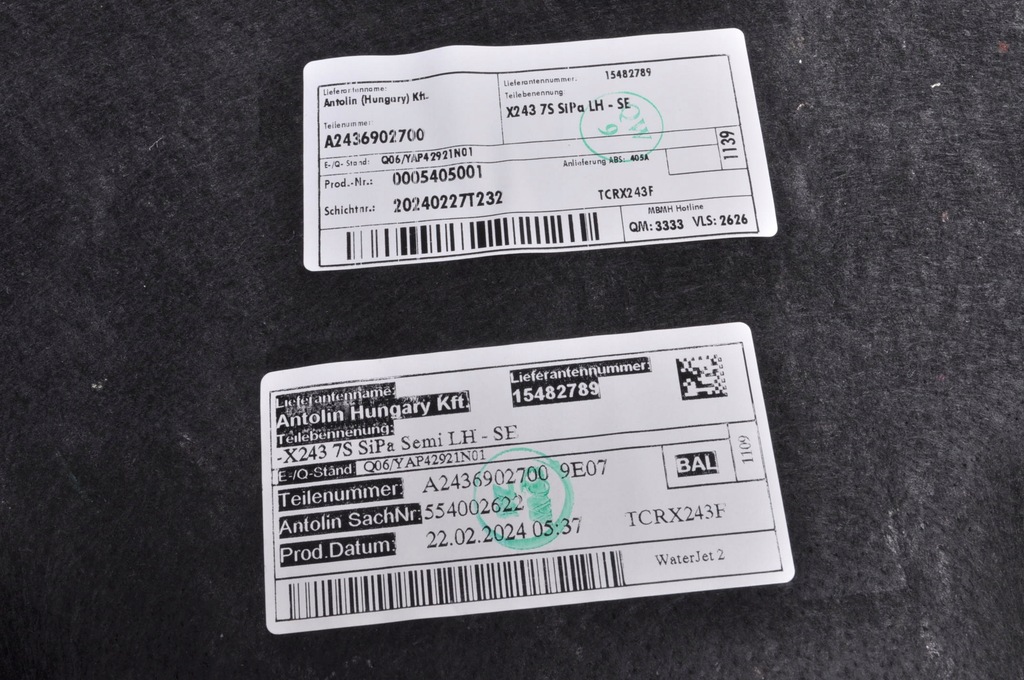 Lieferantenname:
Antolin (Hungary) Kft.
Lieferantennummer: 15482789
Teilebenennung:
X243 7S SiPa LH - SE
Teilenummer:
A2436902700
E-/Q- Stand: Q06/YAP42921N01
Prod.-Nr.: 0005405001
Anlieferung ABS: 405A
1139
Schichtnr.: 20240227T232
TCRX243F
MBMH Hotline
QM: 3333 VLS: 2626
Lieferantenname:
Antolin Hungary Kft.
Lieferantennummer:
15482789
Teilebennenung:
-X243 7S SiPa Semi LH - SE
E-/Q-Stand: Q06/YAP42921N01
Teilenummer: A2436902700 9E07
BAL
1109
Antolin SachNr: 554002622
Prod.Datum: 22.02.2024 05:37
TCRX243F
WaterJet 2